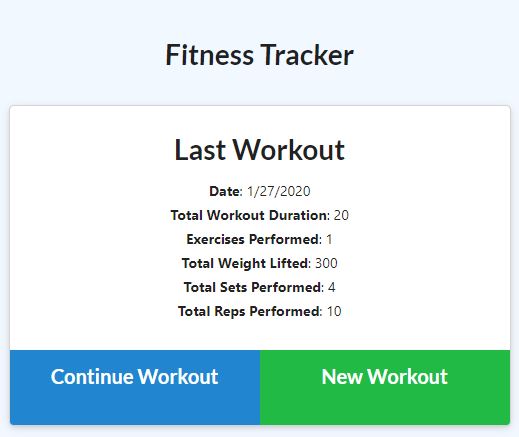 Fitness Tracker
Last Workout
Date: 1/27/2020
Total Workout Duration: 20
Exercises Performed: 1
Total Weight Lifted: 300
Total Sets Performed: 4
Total Reps Performed: 10
Continue Workout
New Workout